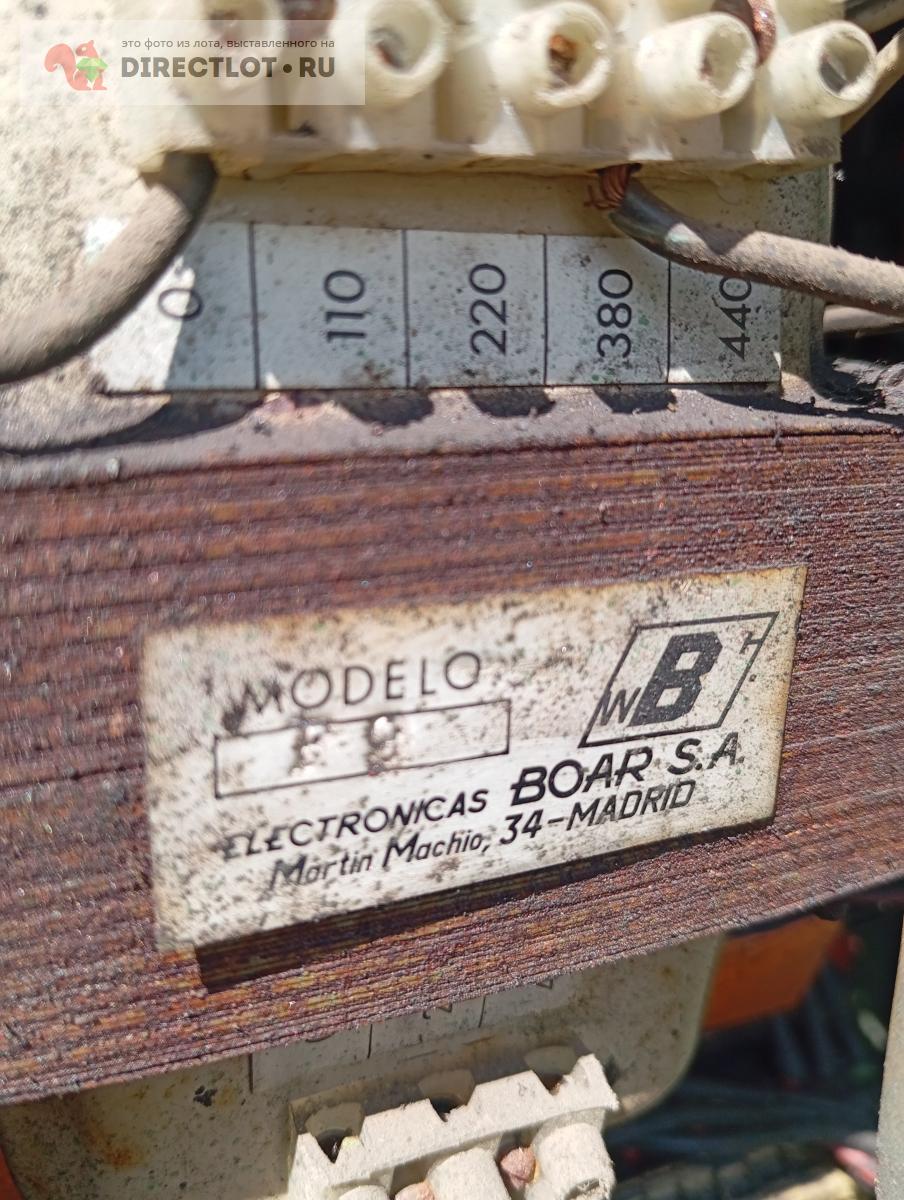 это фото из лота, выставленного на
DIRECTLOT.RU
0 110 220 380 440
MODELO
W B T
ELECTRONICAS BOAR S.A.
Martin Machio, 34-MADRID